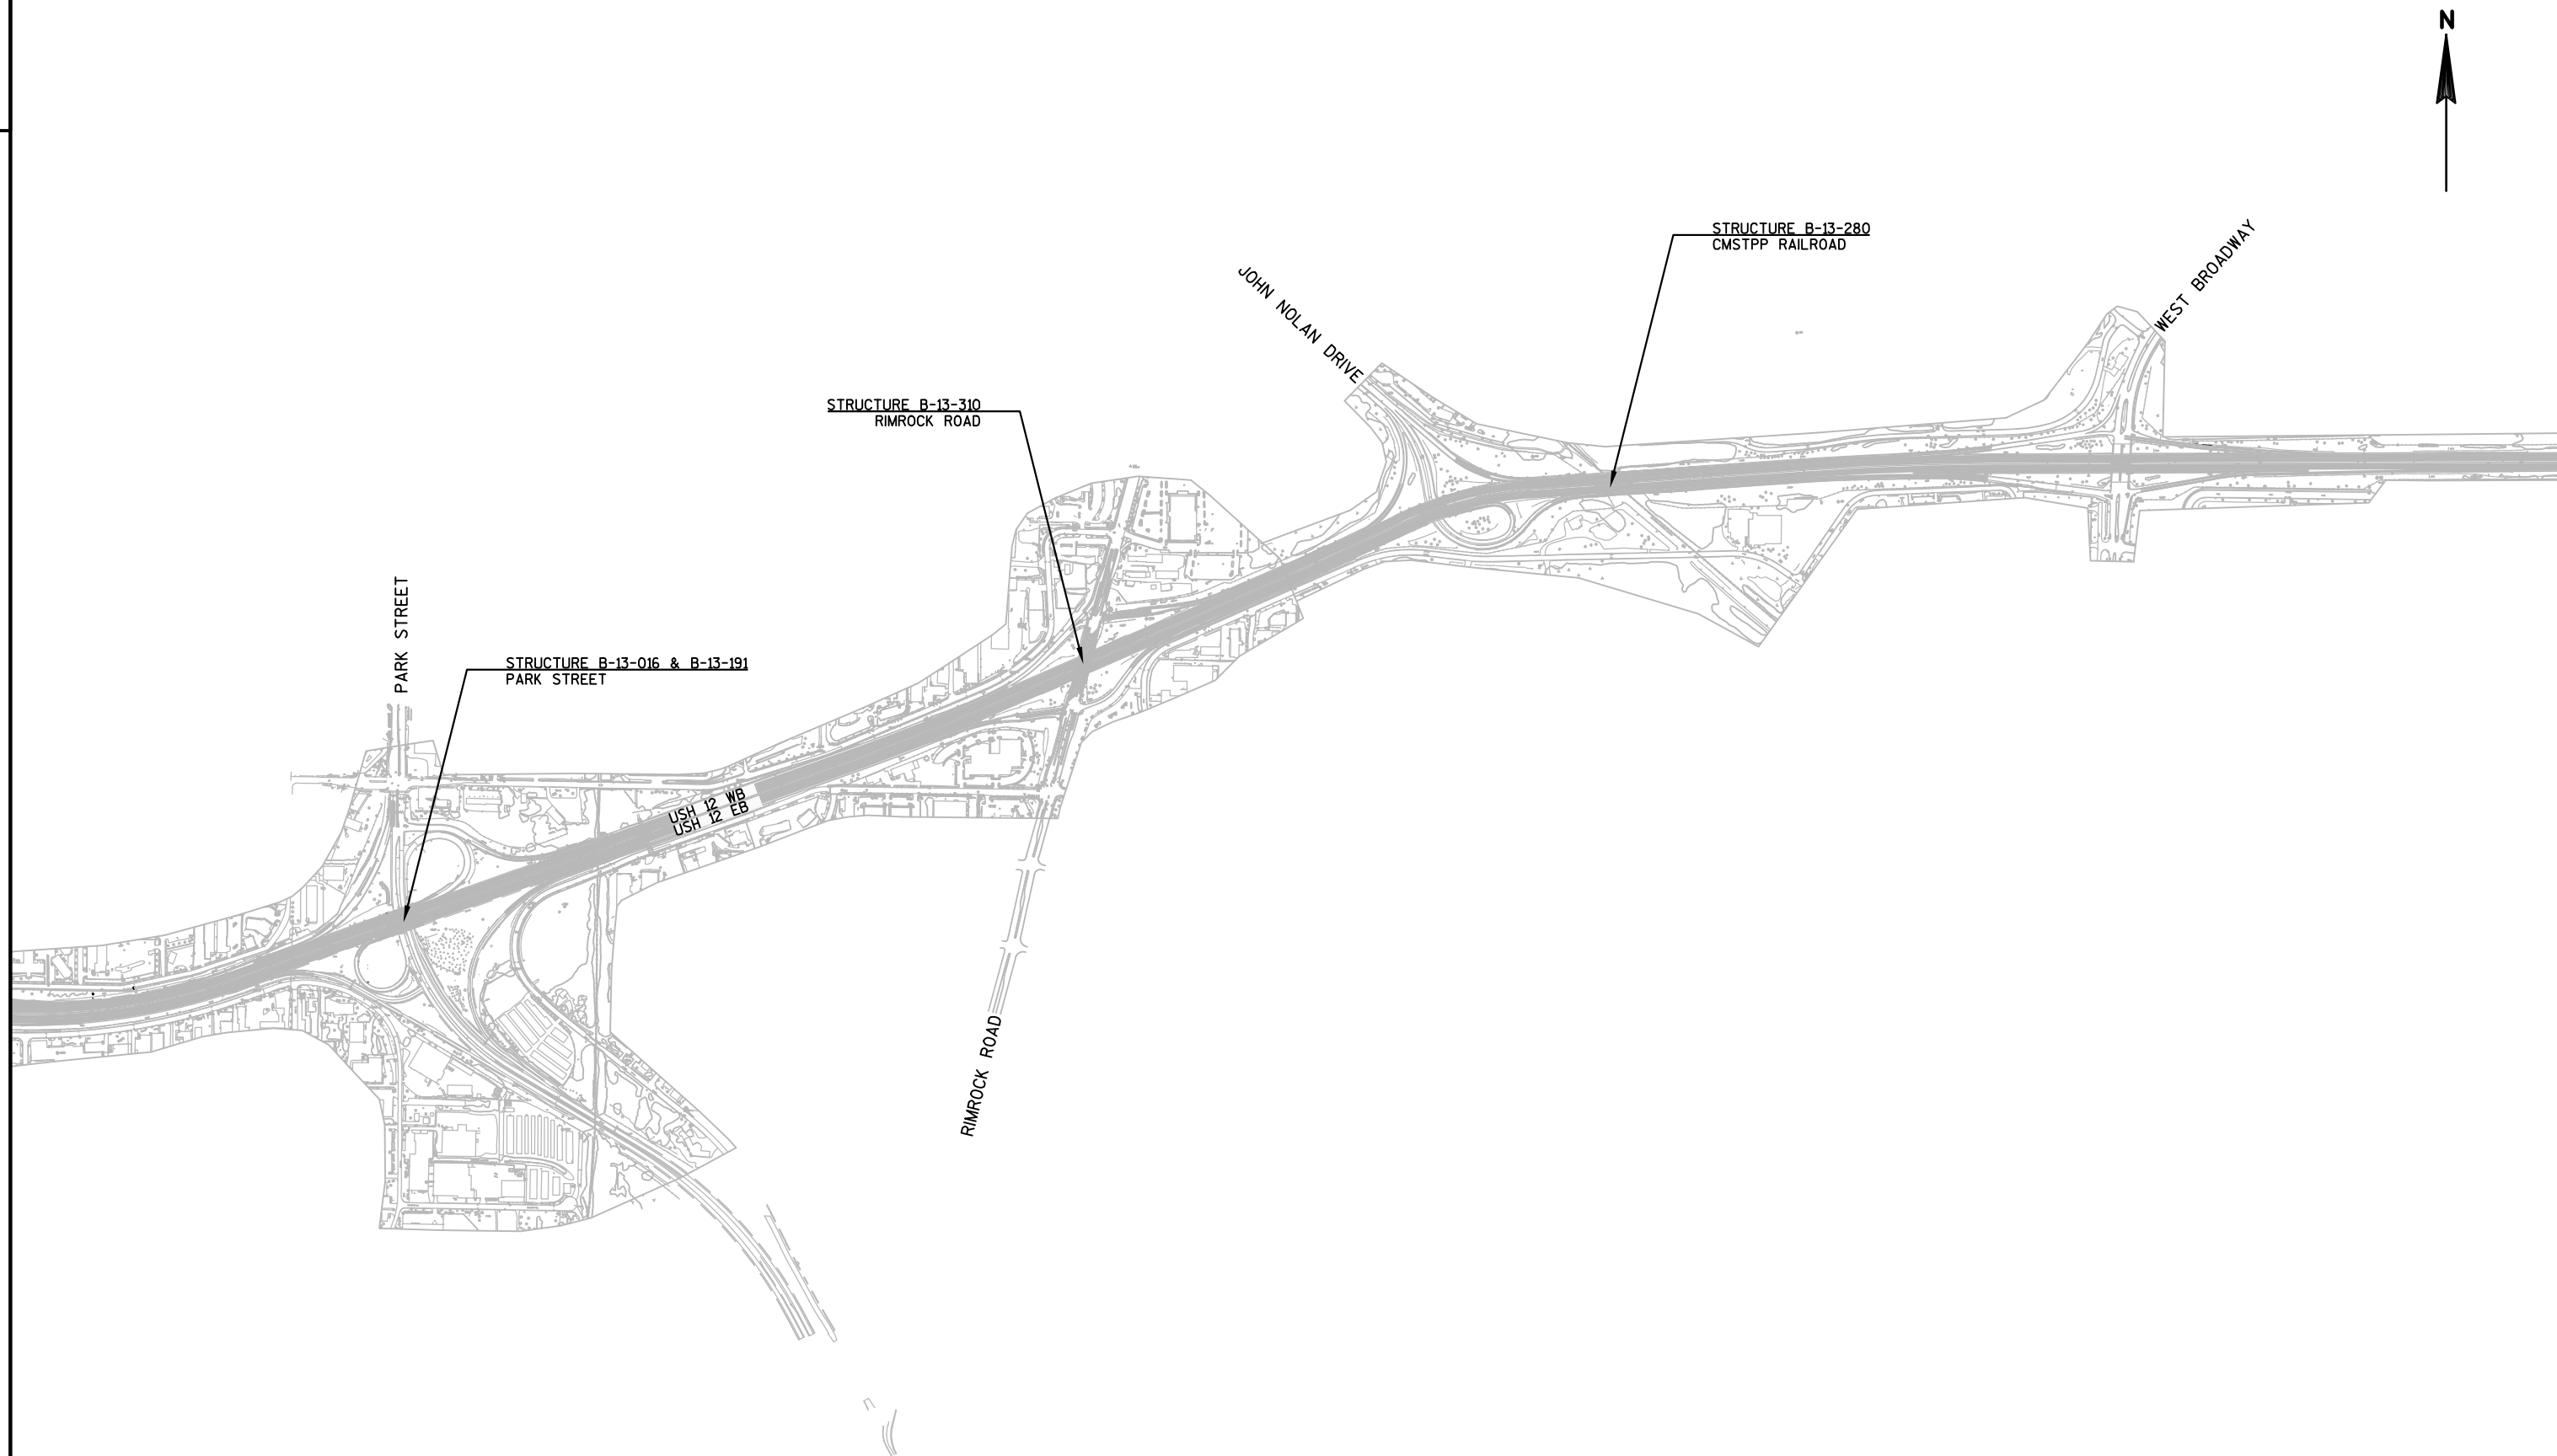 N
STRUCTURE B-13-280
CMSTPP RAILROAD
WEST BROADWAY
JOHN NOLAN DRIVE
STRUCTURE B-13-310
RIMROCK ROAD
PARK STREET
STRUCTURE B-13-016 & B-13-191
PARK STREET
USH 12 WB
USH 12 EB
RIMROCK ROAD